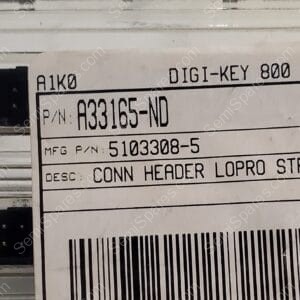 A1K0 DIGI-KEY 800
P/N: A33165-ND
MFG P/N: 5103308-5
DESC: CONN HEADER LOPRO STR